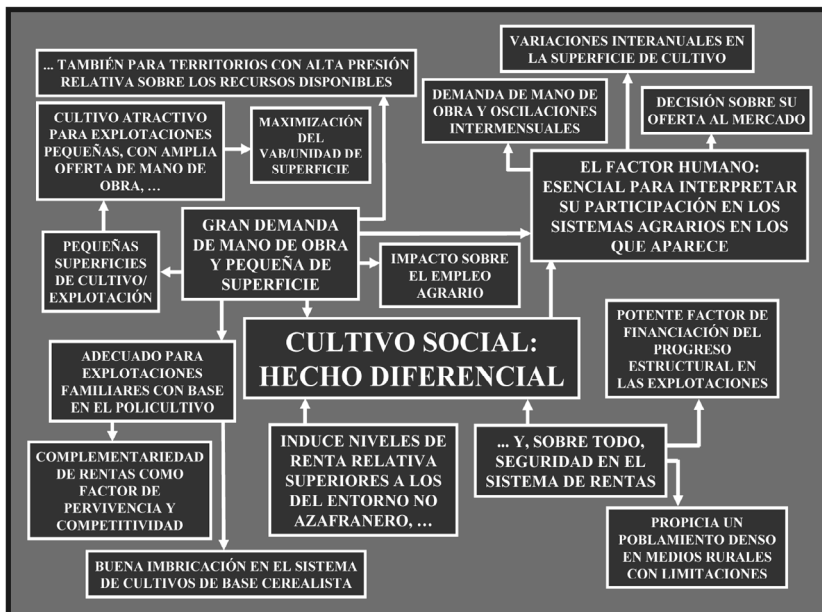 ... TAMBIÉN PARA TERRITORIOS CON ALTA PRESIÓN
RELATIVA SOBRE LOS RECURSOS DISPONIBLES
VARIACIONES INTERANUALES EN
LA SUPERFICIE DE CULTIVO
CULTIVO ATRACTIVO
PARA EXPLOTACIONES
PEQUEÑAS, CON AMPLIA
OFERTA DE MANO DE
OBRA, ...
MAXIMIZACIÓN
DEL
VAB/UNIDAD DE
SUPERFICIE
DEMANDA DE MANO DE
OBRA Y OSCILACIONES
INTERMENSUALES
DECISIÓN SOBRE SU
OFERTA AL MERCADO
EL FACTOR HUMANO:
ESENCIAL PARA INTERPRETAR
SU PARTICIPACIÓN EN LOS
SISTEMAS AGRARIOS EN LOS
QUE APARECE
PEQUEÑAS
SUPERFICIES
DE CULTIVO/
EXPLOTACIÓN
GRAN DEMANDA
DE MANO DE OBRA
Y PEQUEÑA DE
SUPERFICIE
IMPACTO SOBRE
EL EMPLEO
AGRARIO
CULTIVO SOCIAL:
HECHO DIFERENCIAL
POTENTE FACTOR DE
FINANCIACIÓN DEL
PROGRESO
ESTRUCTURAL EN
LAS EXPLOTACIONES
ADECUADO PARA
EXPLOTACIONES
FAMILIARES CON BASE
EN EL POLICULTIVO
COMPLEMENTARIEDAD
DE RENTAS COMO
FACTOR DE
PERVIVENCIA Y
COMPETITIVIDAD
INDUCE NIVELES DE
RENTA RELATIVA
SUPERIORES A LOS
DEL ENTORNO NO
AZAFRANERO, ...
... Y, SOBRE TODO,
SEGURIDAD EN EL
SISTEMA DE RENTAS
BUENA IMBRICACIÓN EN EL SISTEMA
DE CULTIVOS DE BASE CEREALISTA
PROPICIA UN
POBLAMIENTO DENSO
EN MEDIOS RURALES
CON LIMITACIONES